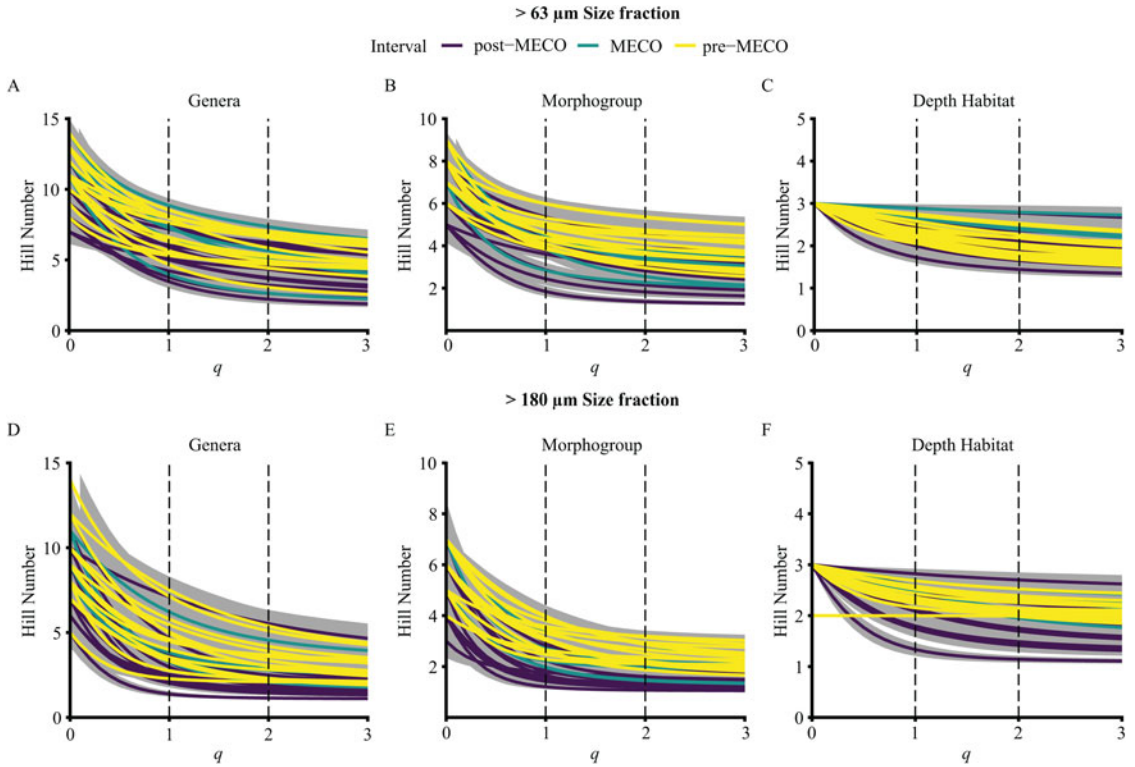 > 63 µm Size fraction
Interval post−MECO MECO pre−MECO
A B C
Genera Morphogroup Depth Habitat
15 10 5
8 4
10 6 3
4 2
5 2 1
0 0
Hill Number Hill Number Hill Number
0 1 2 3 0 1 2 3 0 1 2 3
q q q
> 180 µm Size fraction
D E F
Genera Morphogroup Depth Habitat
15 10 5
8 4
10 6 3
4 2
5 2 1
0 0
Hill Number Hill Number Hill Number
0 1 2 3 0 1 2 3 0 1 2 3
q q q